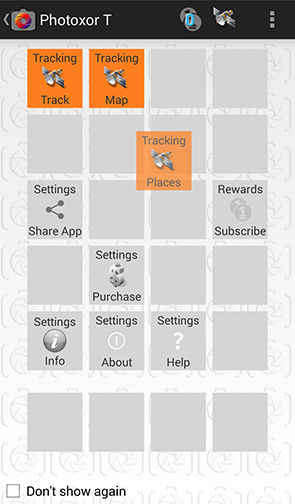 Photoxor T
Tracking Tracking
Track Map
Tracking
Places
Settings Rewards
Share App Subscribe
Settings
Purchase
Settings Settings Settings
Info About Help
Don't show again